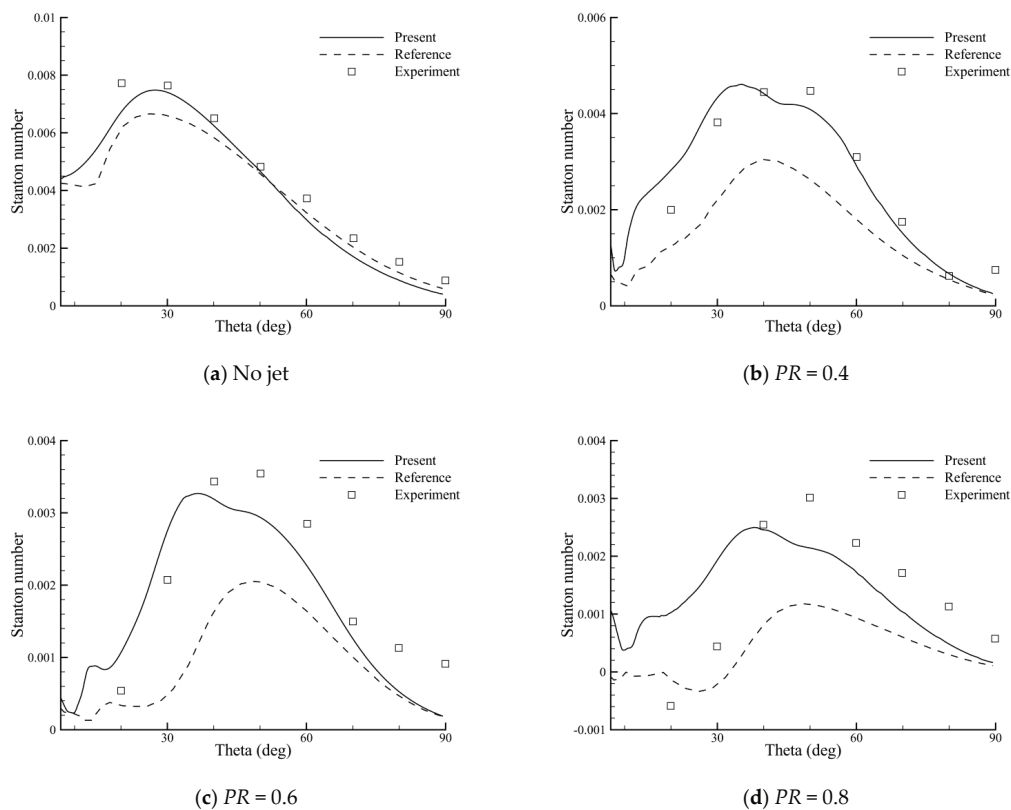 0.01
0.008
0.006
0.004
0.002
0
Stanton number
Present
Reference
Experiment
30
60
90
Theta (deg)
(a) No jet
0.006
0.004
0.002
0
Stanton number
Present
Reference
Experiment
30
60
90
Theta (deg)
(b) PR = 0.4
0.004
0.003
0.002
0.001
0
Stanton number
Present
Reference
Experiment
30
60
90
Theta (deg)
(c) PR = 0.6
0.004
0.003
0.002
0.001
0
-0.001
Stanton number
Present
Reference
Experiment
30
60
90
Theta (deg)
(d) PR = 0.8